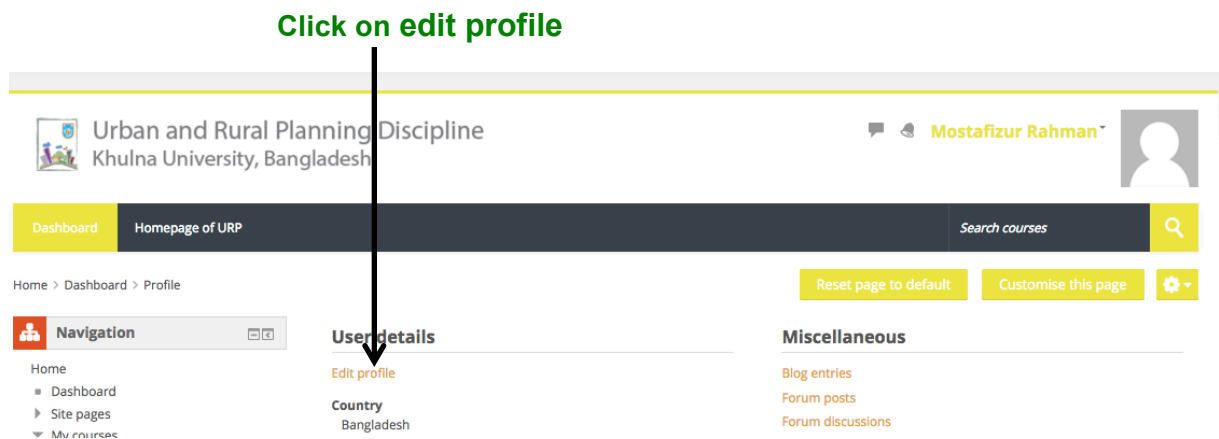 Click on edit profile
Urban and Rural Planning Discipline
Khulna University, Bangladesh
Mostafizur Rahman
Dashboard
Homepage of URP
Search courses
Home > Dashboard > Profile
Reset page to default
Customise this page
Navigation
Home
Dashboard
Site pages
My courses
User details
Edit profile
Country
Bangladesh
Miscellaneous
Blog entries
Forum posts
Forum discussions